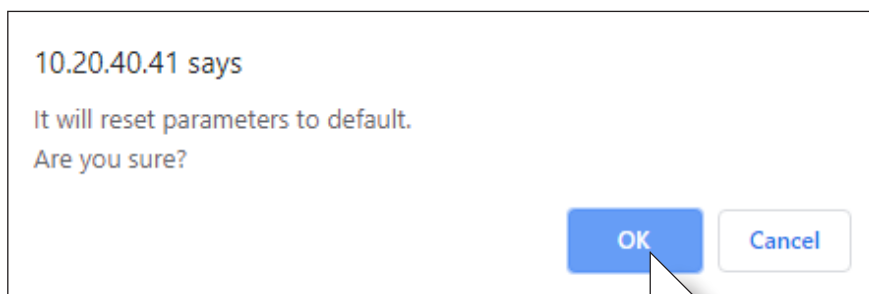 10.20.40.41 says
It will reset parameters to default.
Are you sure?
OK Cancel